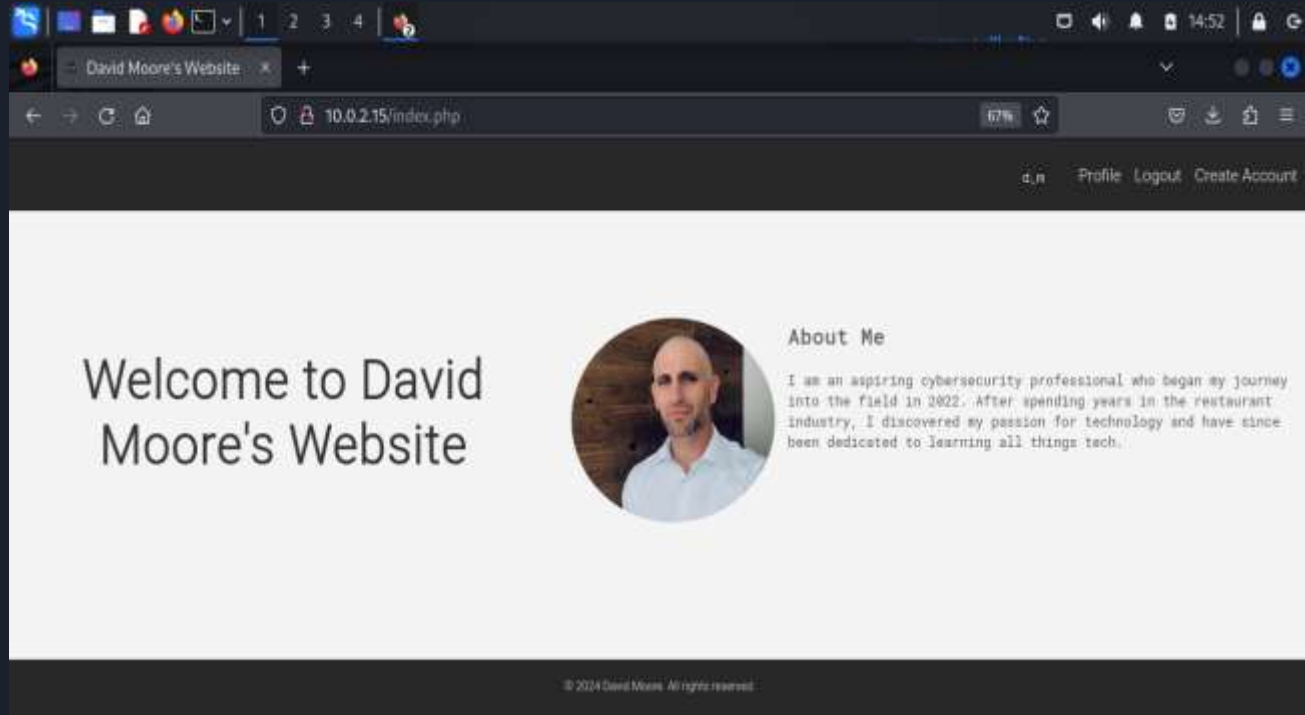 1 2 3 4
14:52
David Moore's Website
10.0.2.15/index.php
67%
Profile Logout Create Account
Welcome to David
Moore's Website
About Me
I am an aspiring cybersecurity professional who began my journey
into the field in 2022. After spending years in the restaurant
industry, I discovered my passion for technology and have since
been dedicated to learning all things tech.
© 2024 David Moore. All rights reserved.